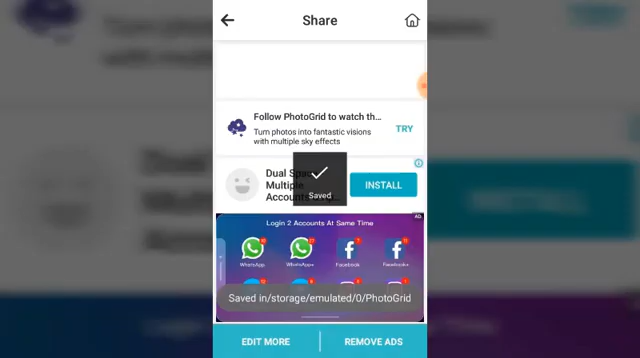 Share
Follow PhotoGrid to watch th...
Turn photos into fantastic visions
with multiple sky effects
TRY
Dual Spac
Multiple
Accounts
INSTALL
Saved
AD
Login 2 Accounts At Same Time
WhatsApp
WhatsApp+
Facebook
Facebook+
Saved in/storage/emulated/0/PhotoGrid
EDIT MORE
REMOVE ADS